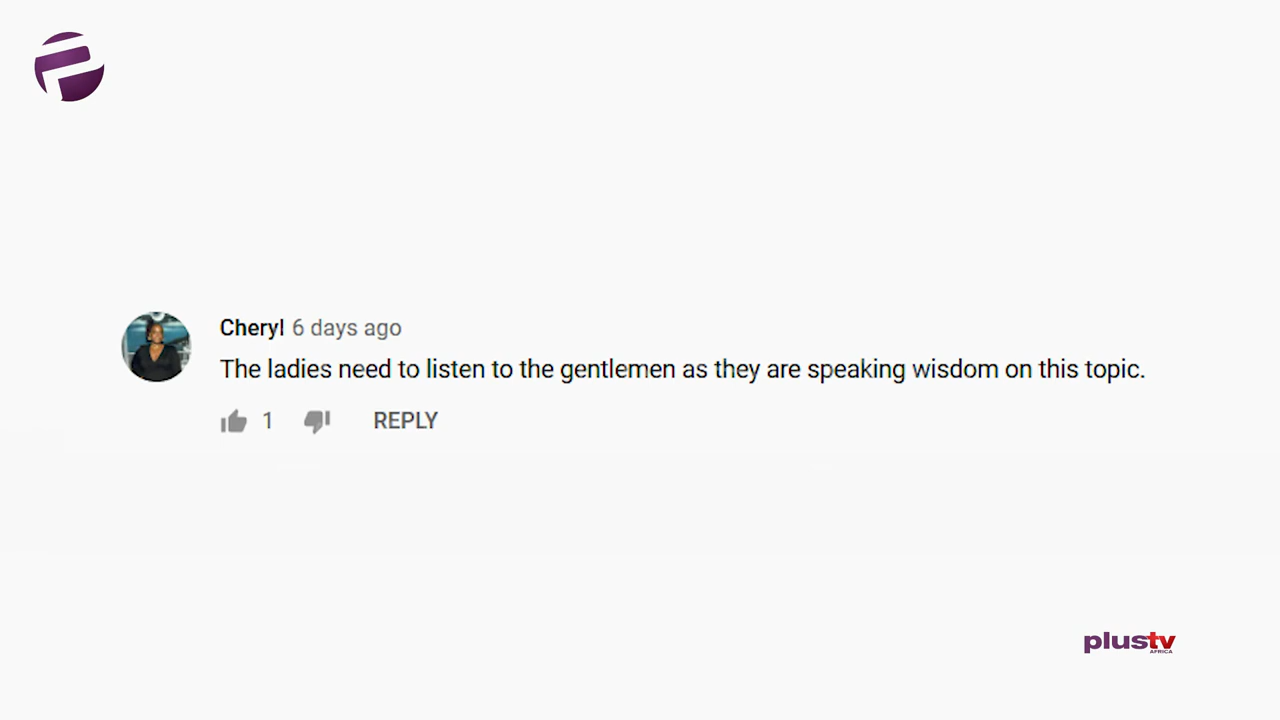 Cheryl 6 days ago
The ladies need to listen to the gentlemen as they are speaking wisdom on this topic.
1 REPLY
plustv
AFRICA